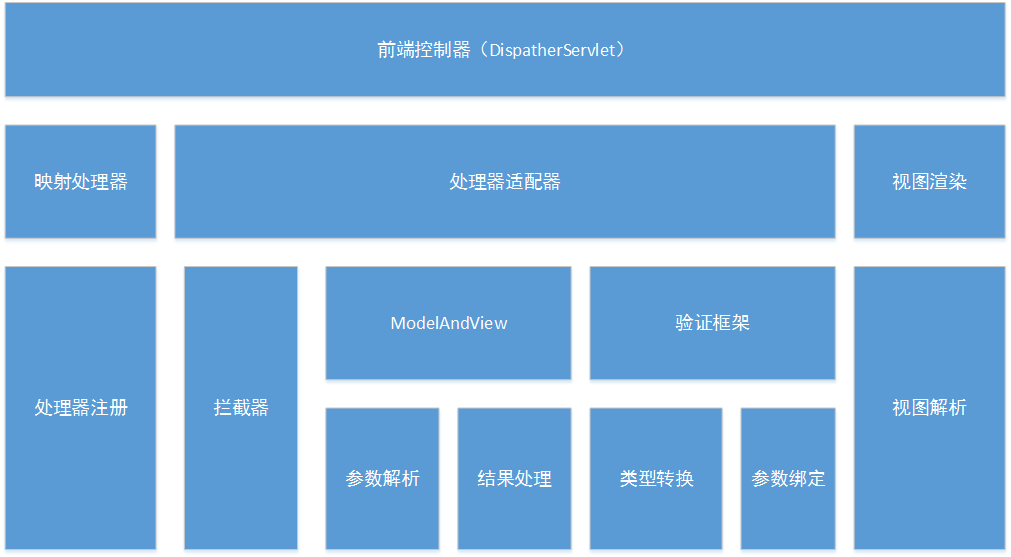 前端控制器（DispatherServlet）
映射处理器
处理器适配器
视图渲染
处理器注册
拦截器
ModelAndView
验证框架
视图解析
参数解析
结果处理
类型转换
参数绑定